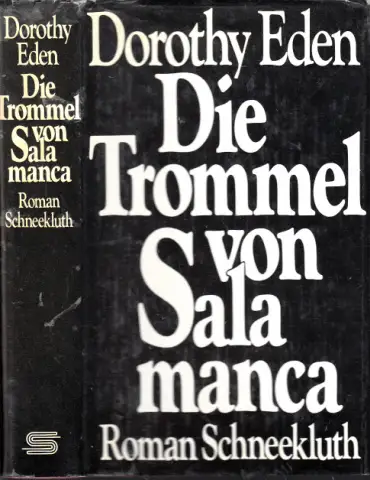 Dorothy
Eden
Die
Trommel
von
Sala
manca
Roman
Schneekluth
Dorothy Eden
Die
Trommel
von
Sala
manca
Roman Schneekluth